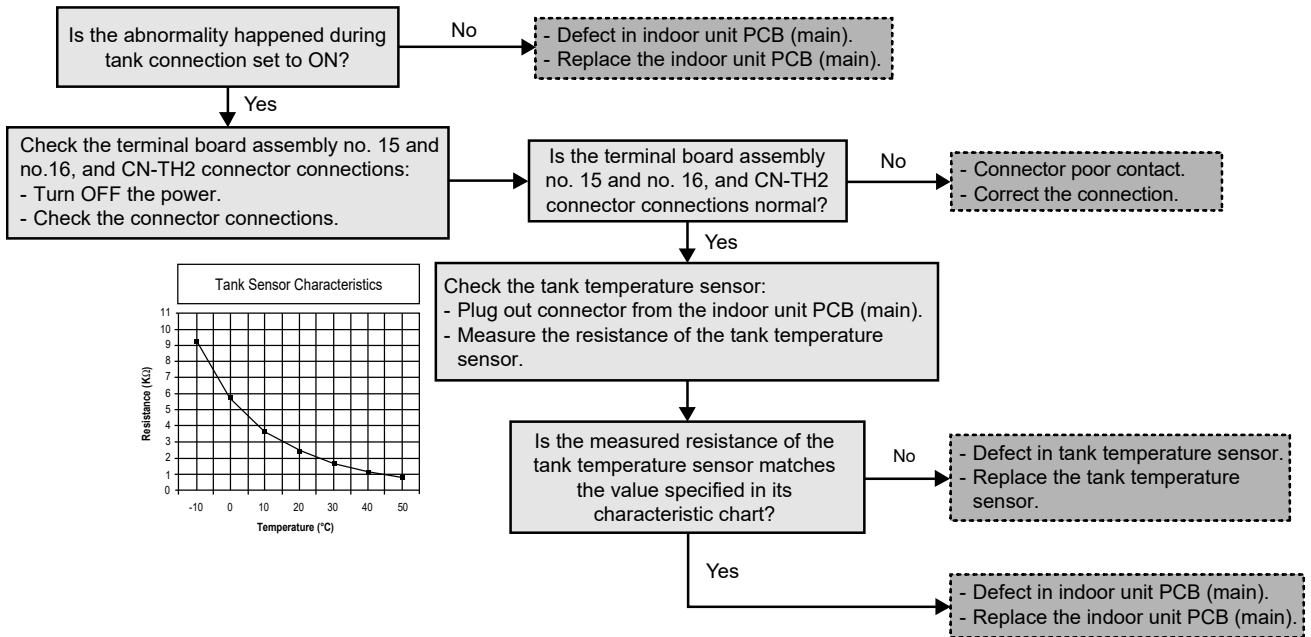 Is the abnormality happened during
tank connection set to ON?
No
- Defect in indoor unit PCB (main).
- Replace the indoor unit PCB (main).
Yes
Check the terminal board assembly no. 15 and
no.16, and CN-TH2 connector connections:
- Turn OFF the power.
- Check the connector connections.
Is the terminal board assembly
no. 15 and no. 16, and CN-TH2
connector connections normal?
No
- Connector poor contact.
- Correct the connection.
Yes
Tank Sensor Characteristics
11
10
9
8
7
6
5
4
3
2
1
0
Resistance (KΩ)
-10 0 10 20 30 40 50
Temperature (°C)
Check the tank temperature sensor:
- Plug out connector from the indoor unit PCB (main).
- Measure the resistance of the tank temperature
sensor.
Is the measured resistance of the
tank temperature sensor matches
the value specified in its
characteristic chart?
No
- Defect in tank temperature sensor.
- Replace the tank temperature
sensor.
Yes
- Defect in indoor unit PCB (main).
- Replace the indoor unit PCB (main).